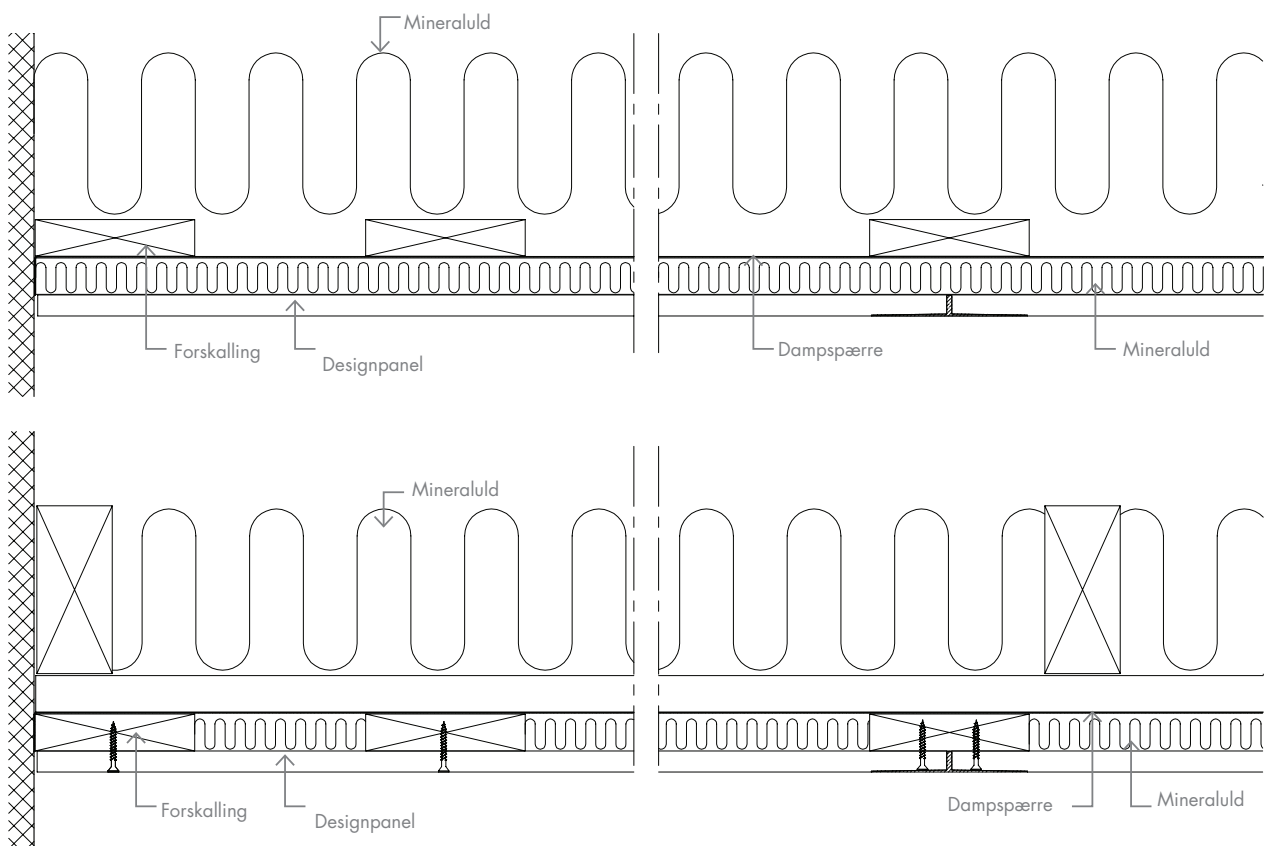 Mineraluld
Forskalling
Designpanel
Dampspærre
Mineraluld
Mineraluld
Forskalling
Designpanel
Dampspærre
Mineraluld